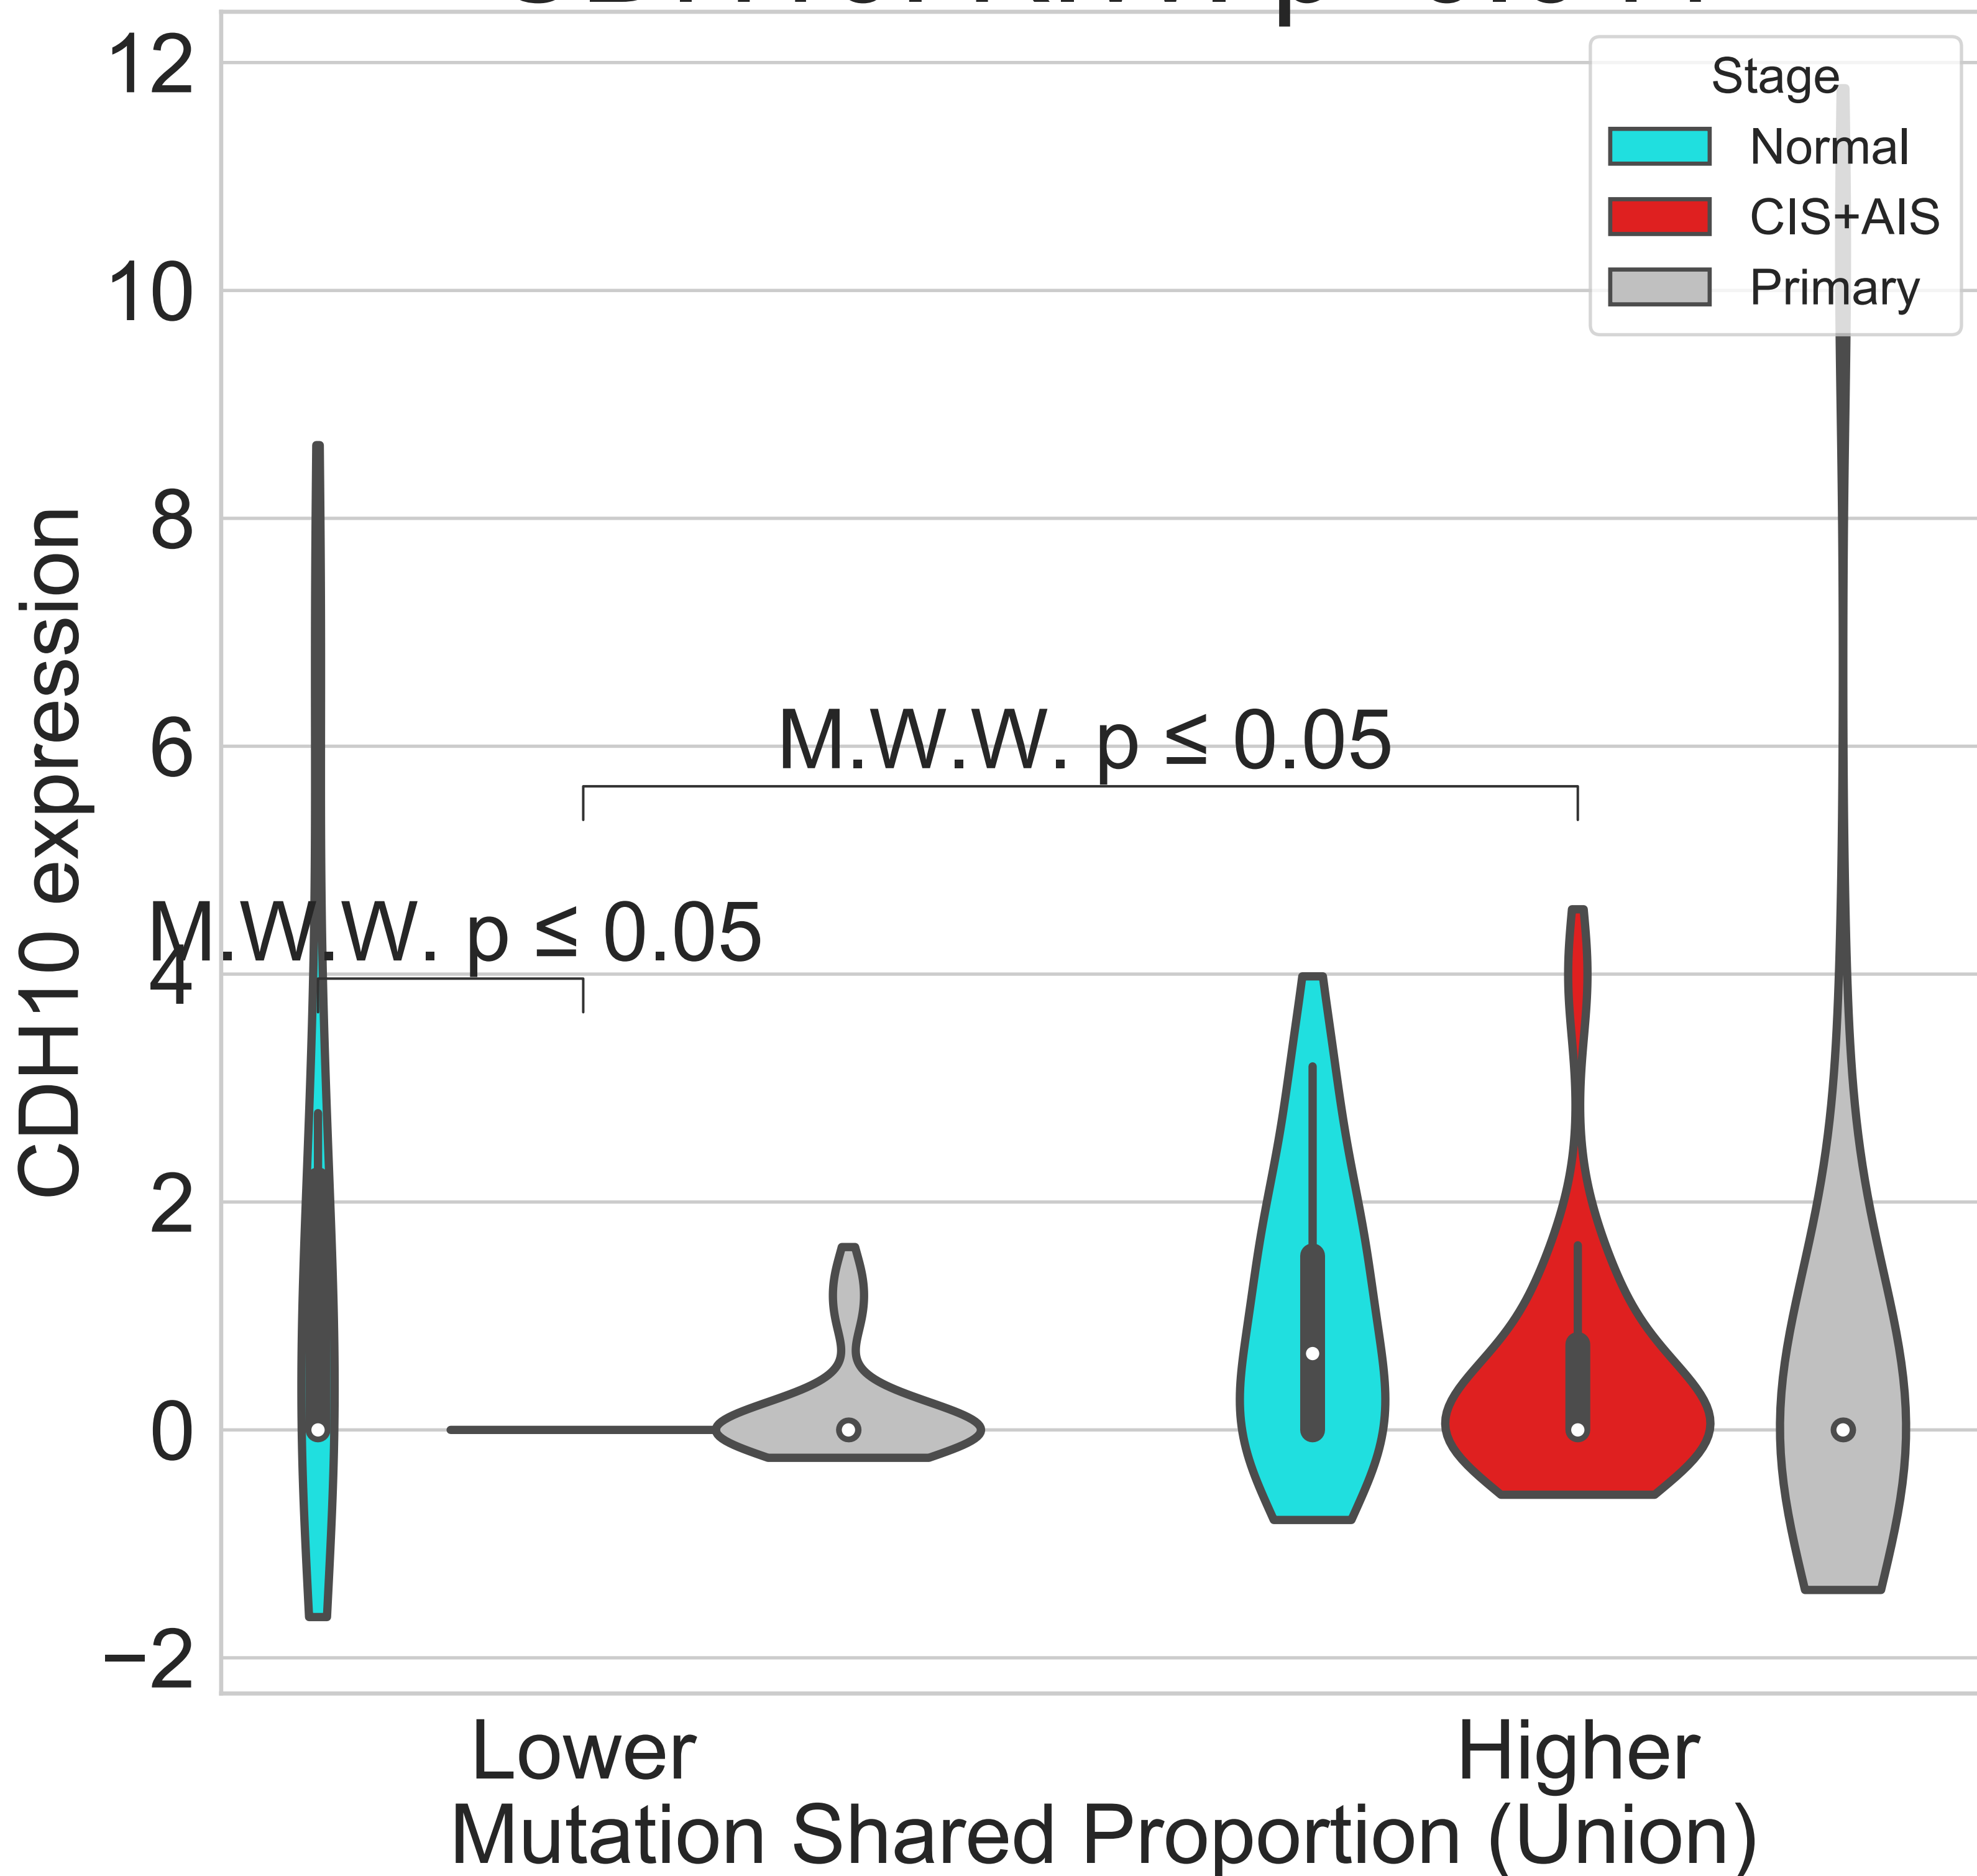 12
10
8
6
4
2
0
−2
CDH10 expression
Stage
Normal
CIS+AIS
Primary
M.W.W. p ≤ 0.05
M.W.W. p ≤ 0.05
Lower
Higher
Mutation Shared Proportion (Union)